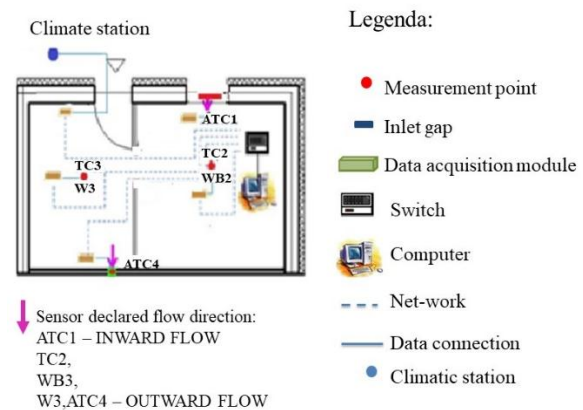 Climate station
ATC1
TC3
W3
TC2
WB2
ATC4
Sensor declared flow direction:
ATC1 – INWARD FLOW
TC2,
WB3,
W3,ATC4 – OUTWARD FLOW
Legenda:
Measurement point
Inlet gap
Data acquisition module
Switch
Computer
Net-work
Data connection
Climatic station